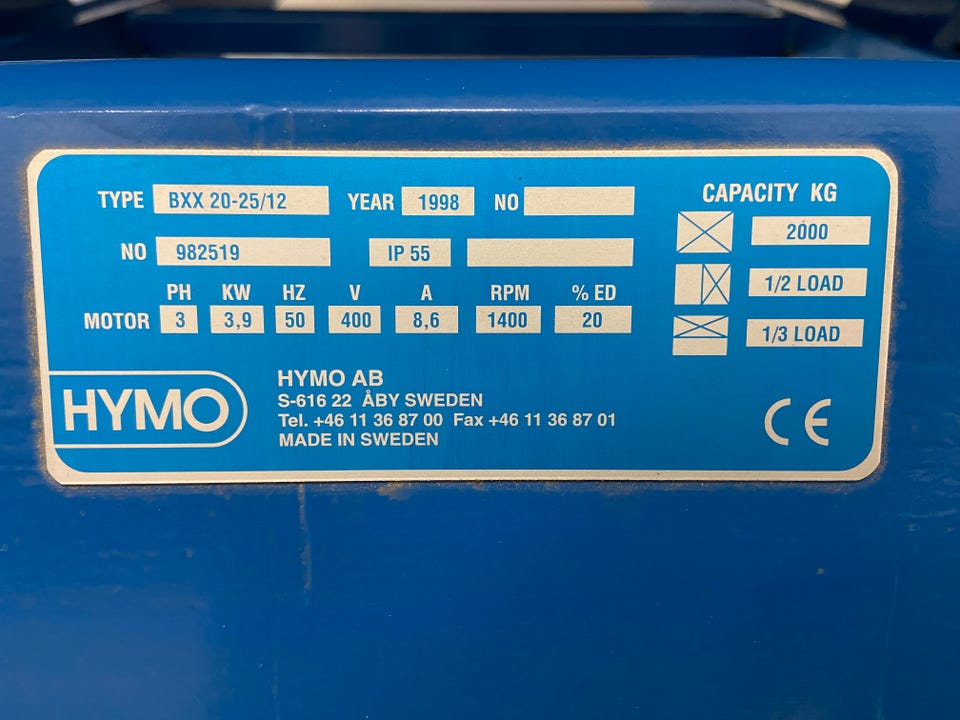 TYPE BXX 20-25/12 YEAR 1998 NO CAPACITY KG
2000
NO 982519 IP 55
1/2 LOAD
PH KW HZ V A RPM % ED
MOTOR 3 3,9 50 400 8,6 1400 20
1/3 LOAD
HYMO
HYMO AB
S-616 22 ÅBY SWEDEN
Tel. +46 11 36 87 00 Fax +46 11 36 87 01
MADE IN SWEDEN
CE